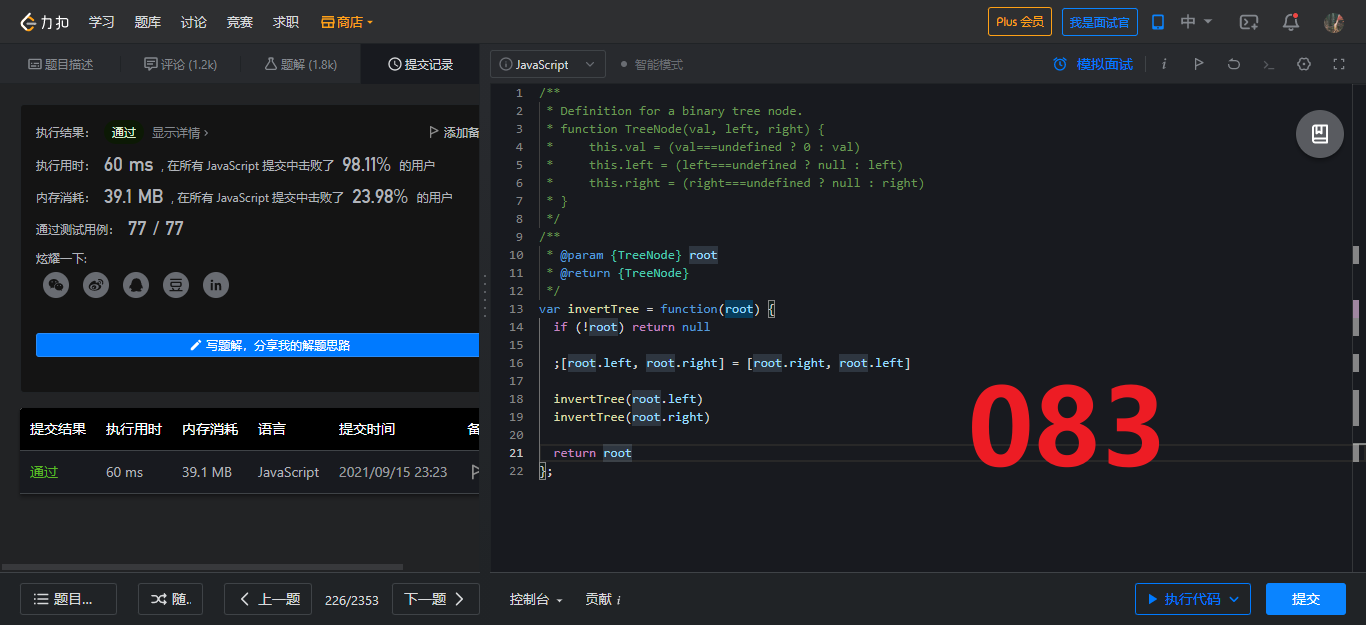 力扣 学习 题库 讨论 竞赛 求职 商店 Plus 会员 我是面试官 中
题目描述 评论 (1.2k) 题解 (1.8k) 提交记录
JavaScript 智能模式 模拟面试 i
执行结果： 通过 显示详情 › 添加备
执行用时： 60 ms , 在所有 JavaScript 提交中击败了 98.11% 的用户
内存消耗： 39.1 MB , 在所有 JavaScript 提交中击败了 23.98% 的用户
通过测试用例： 77 / 77
炫耀一下:
豆 in
写题解，分享我的解题思路
提交结果 执行用时 内存消耗 语言 提交时间 备
通过 60 ms 39.1 MB JavaScript 2021/09/15 23:23
1 /**
2 * Definition for a binary tree node.
3 * function TreeNode(val, left, right) {
4 *     this.val = (val===undefined ? 0 : val)
5 *     this.left = (left===undefined ? null : left)
6 *     this.right = (right===undefined ? null : right)
7 * }
8 */
9 /**
10 * @param {TreeNode} root
11 * @return {TreeNode}
12 */
13 var invertTree = function(root) {
14   if (!root) return null
15
16   ;[root.left, root.right] = [root.right, root.left]
17
18   invertTree(root.left)
19   invertTree(root.right)
20
21   return root
22 };
083
题目... 随. 上一题 226/2353 下一题 控制台 贡献 i 执行代码 提交